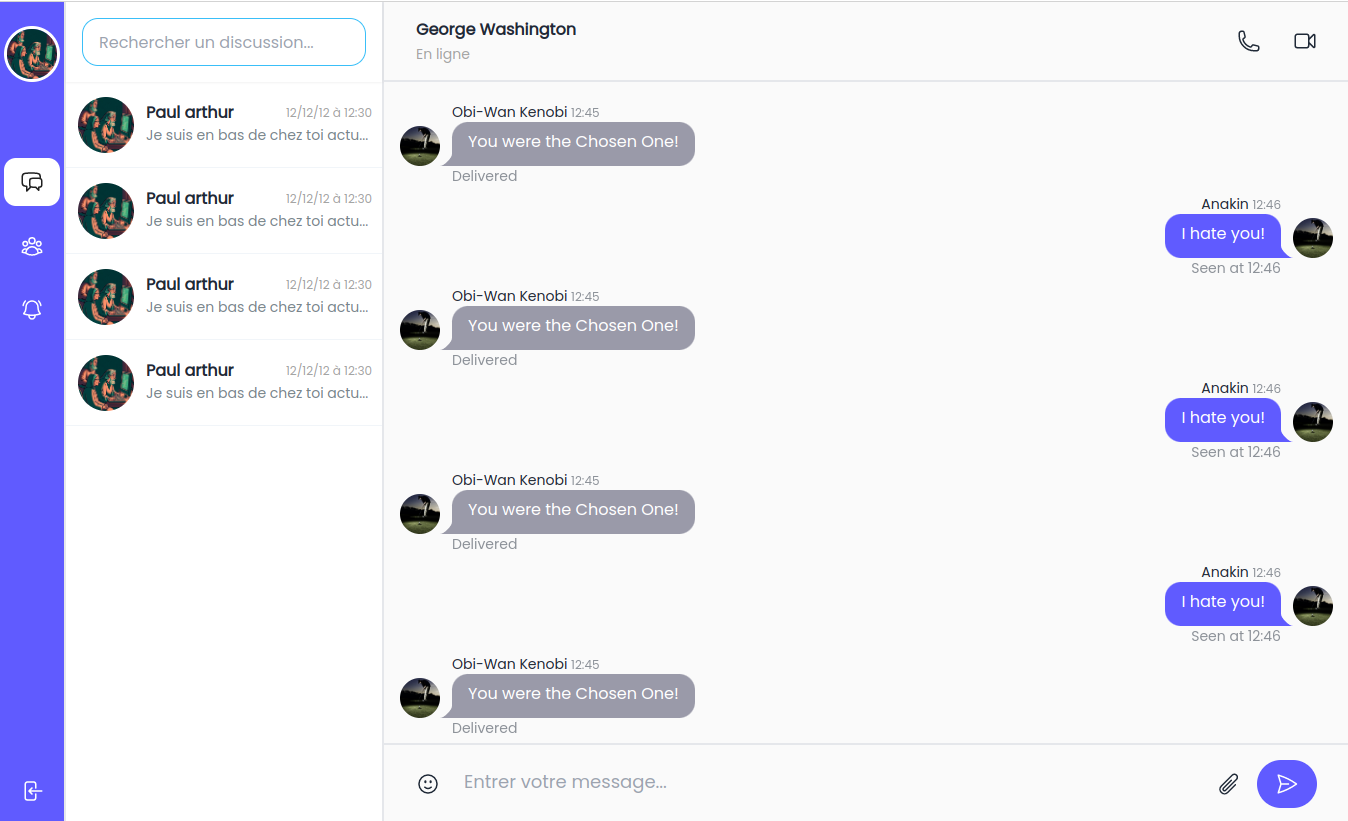 Rechercher un discussion...
Paul arthur 12/12/12 à 12:30
Je suis en bas de chez toi actu...
Paul arthur 12/12/12 à 12:30
Je suis en bas de chez toi actu...
Paul arthur 12/12/12 à 12:30
Je suis en bas de chez toi actu...
Paul arthur 12/12/12 à 12:30
Je suis en bas de chez toi actu...
George Washington
En ligne
Obi-Wan Kenobi 12:45
You were the Chosen One!
Delivered
Anakin 12:46
I hate you!
Seen at 12:46
Obi-Wan Kenobi 12:45
You were the Chosen One!
Delivered
Anakin 12:46
I hate you!
Seen at 12:46
Obi-Wan Kenobi 12:45
You were the Chosen One!
Delivered
Anakin 12:46
I hate you!
Seen at 12:46
Obi-Wan Kenobi 12:45
You were the Chosen One!
Delivered
Entrer votre message...